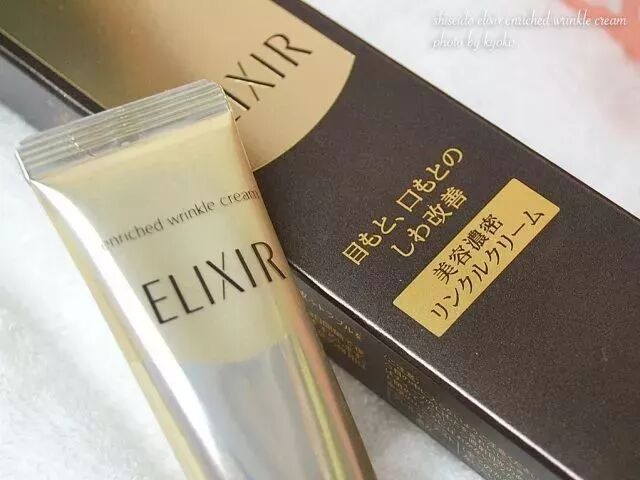 shiseido elixir enriched wrinkle cream
photo by kyoko
ELIXIR
目もと、口もとの
しわ改善
美容濃密
リンクルクリーム
enriched wrinkle cream
ELIXIR